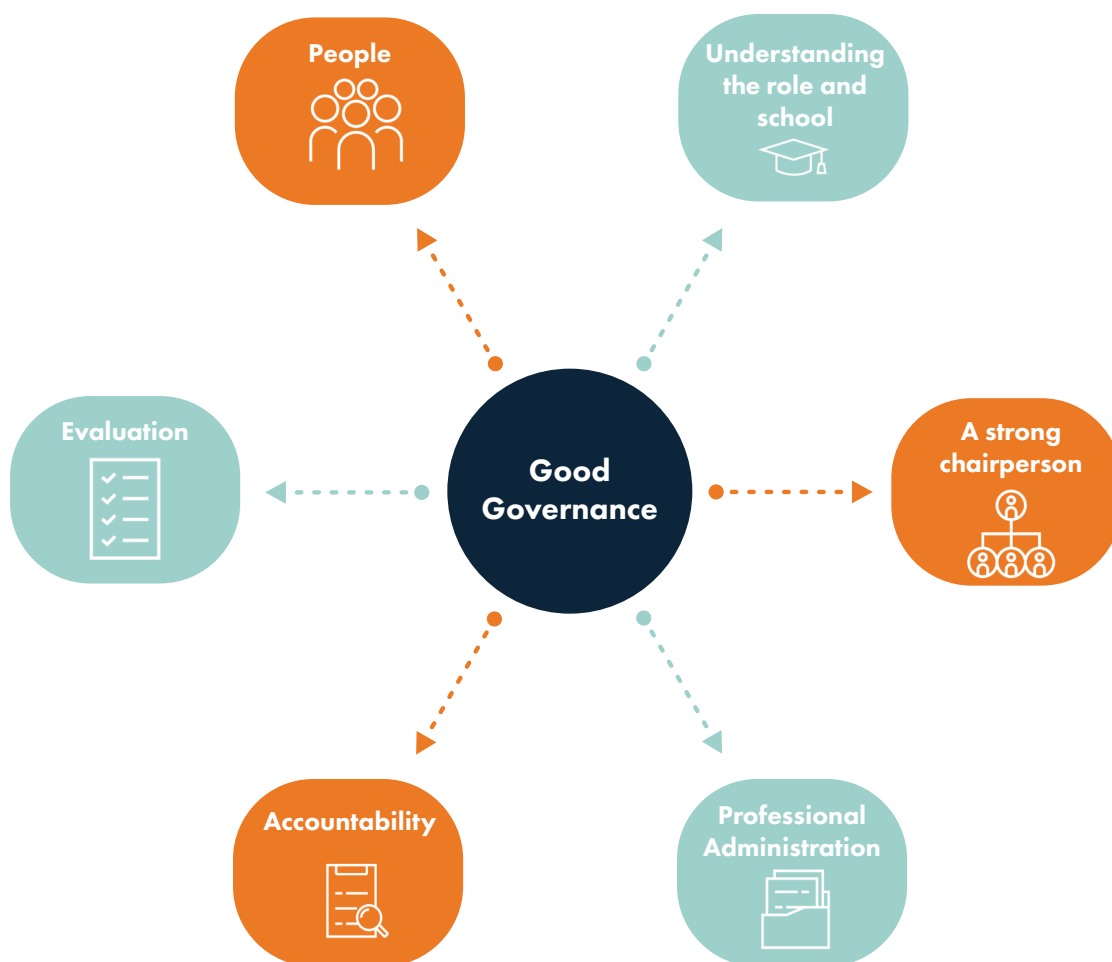 People
Understanding
the role and
school
Evaluation
Good
Governance
A strong
chairperson
Accountability
Professional
Administration